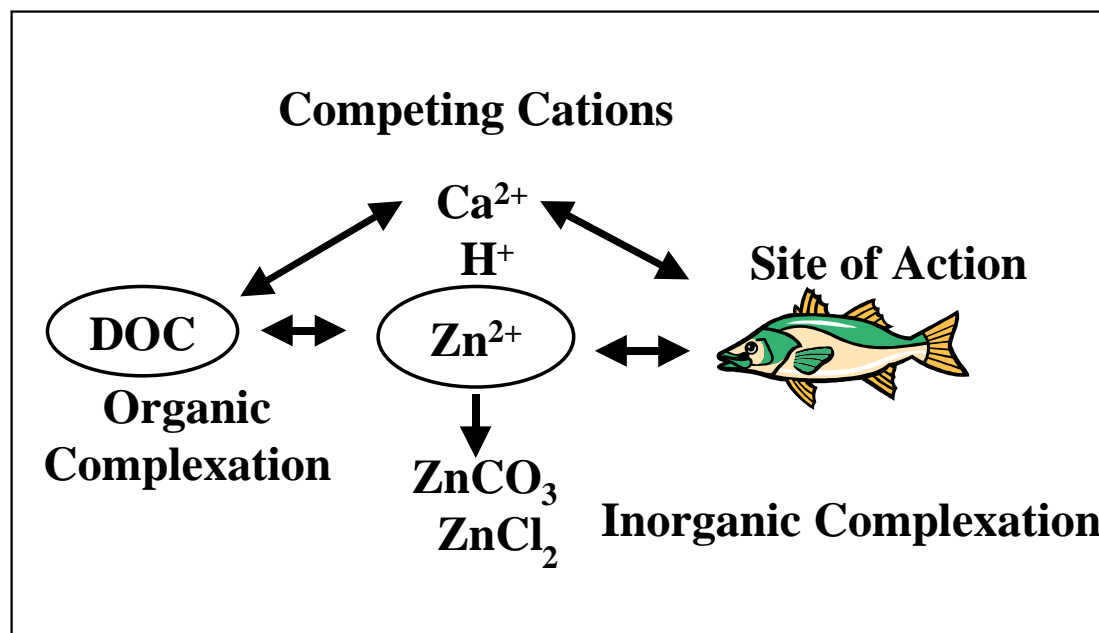 Competing Cations
Ca²⁺
H⁺
Site of Action
DOC
Zn²⁺
Organic
Complexation
ZnCO₃
ZnCl₂
Inorganic Complexation